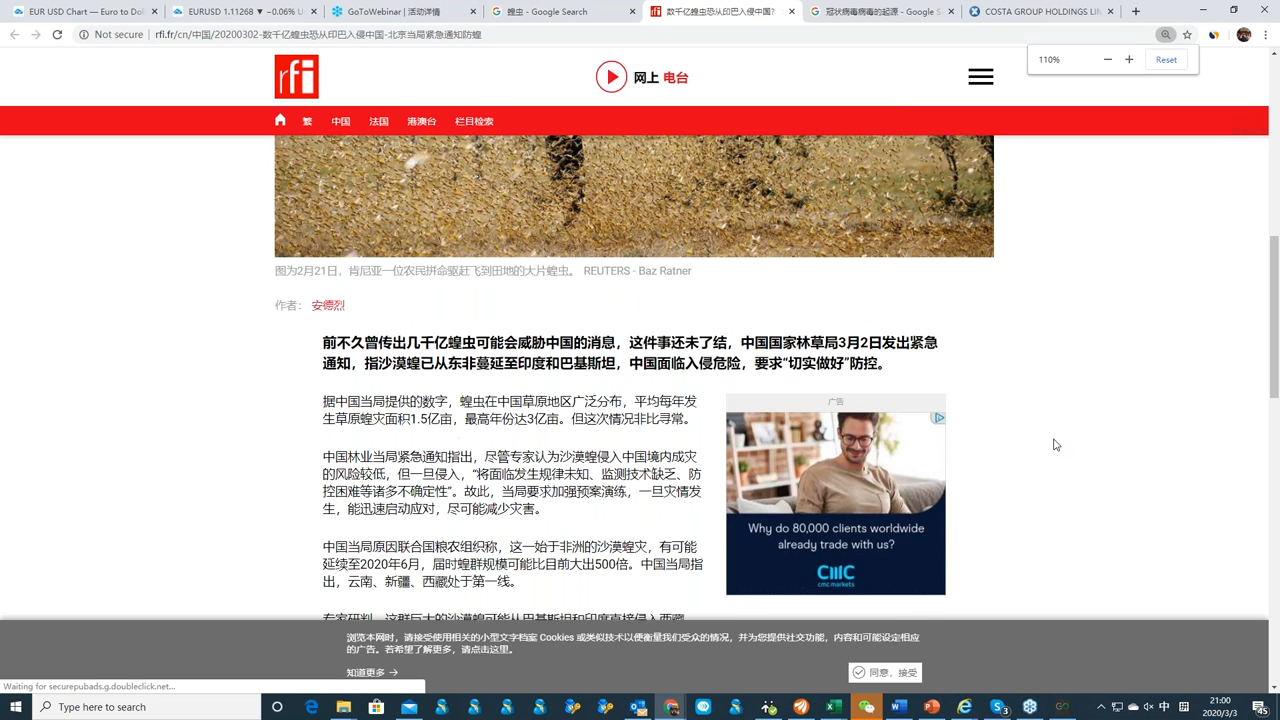 EUR USD Chart — Euro to Dol
EURUSD 1.11268 ▼ −0.06% U
GoToWebinar | 活动详情
蝗虫 - Google Search
数千亿蝗虫恐从印巴入侵中国?
冠状病毒病毒的起源 - Google S
COSTA GROUP HOLDINGS LIM
Not secure | rfi.fr/cn/中国/20200302-数千亿蝗虫恐从印巴入侵中国-北京当局紧急通知防蝗
110% Reset
rfi
网上 电台
繁 中国 法国 港澳台 栏目检索
图为2月21日，肯尼亚一位农民拼命驱赶飞到田地的大片蝗虫。 REUTERS - Baz Ratner
作者： 安德烈
前不久曾传出几千亿蝗虫可能会威胁中国的消息，这件事还未了结，中国国家林草局3月2日发出紧急
通知，指沙漠蝗已从东非蔓延至印度和巴基斯坦，中国面临入侵危险，要求“切实做好”防控。
据中国当局提供的数字，蝗虫在中国草原地区广泛分布，平均每年发
生草原蝗灾面积1.5亿亩，最高年份达3亿亩。但这次情况非比寻常。
中国林业当局紧急通知指出，尽管专家认为沙漠蝗侵入中国境内成灾
的风险较低，但一旦侵入，“将面临发生规律未知、监测技术缺乏、防
控困难等诸多不确定性”。故此，当局要求加强预案演练，一旦灾情发
生，能迅速启动应对，尽可能减少灾害。
中国当局原因联合国粮农组织称，这一始于非洲的沙漠蝗灾，有可能
延续至2020年6月，届时蝗群规模可能比目前大出500倍。中国当局指
出，云南、新疆、西藏处于第一线。
专家研判，这群巨大的沙漠蝗可能从巴基斯坦和印度直接侵入西藏
广告
Why do 80,000 clients worldwide
already trade with us?
cmc markets
浏览本网时，请接受使用相关的小型文字档案 Cookies 或类似技术以便衡量我们受众的情况，并为您提供社交功能，内容和可能设定相应
的广告。若希望了解更多，请点击这里。
知道更多 →
同意，接受
Waiting for securepubads.g.doubleclick.net...
Type here to search
中
拼
21:00
2020/3/3
45